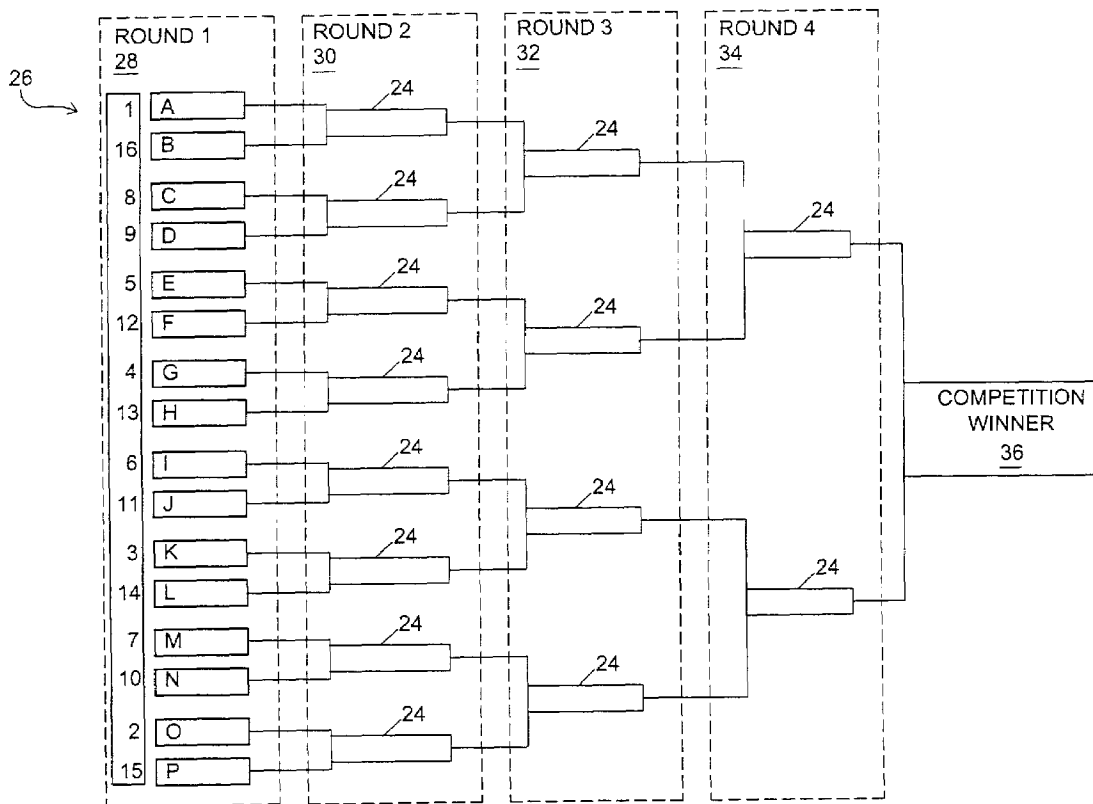 ROUND 1
28
ROUND 2
30
ROUND 3
32
ROUND 4
34
26
1 A
16 B
8 C
9 D
5 E
12 F
4 G
13 H
6 I
11 J
3 K
14 L
7 M
10 N
2 O
15 P
24
24
24
24
24
24
24
24
24
24
24
24
24
24
COMPETITION
WINNER
36